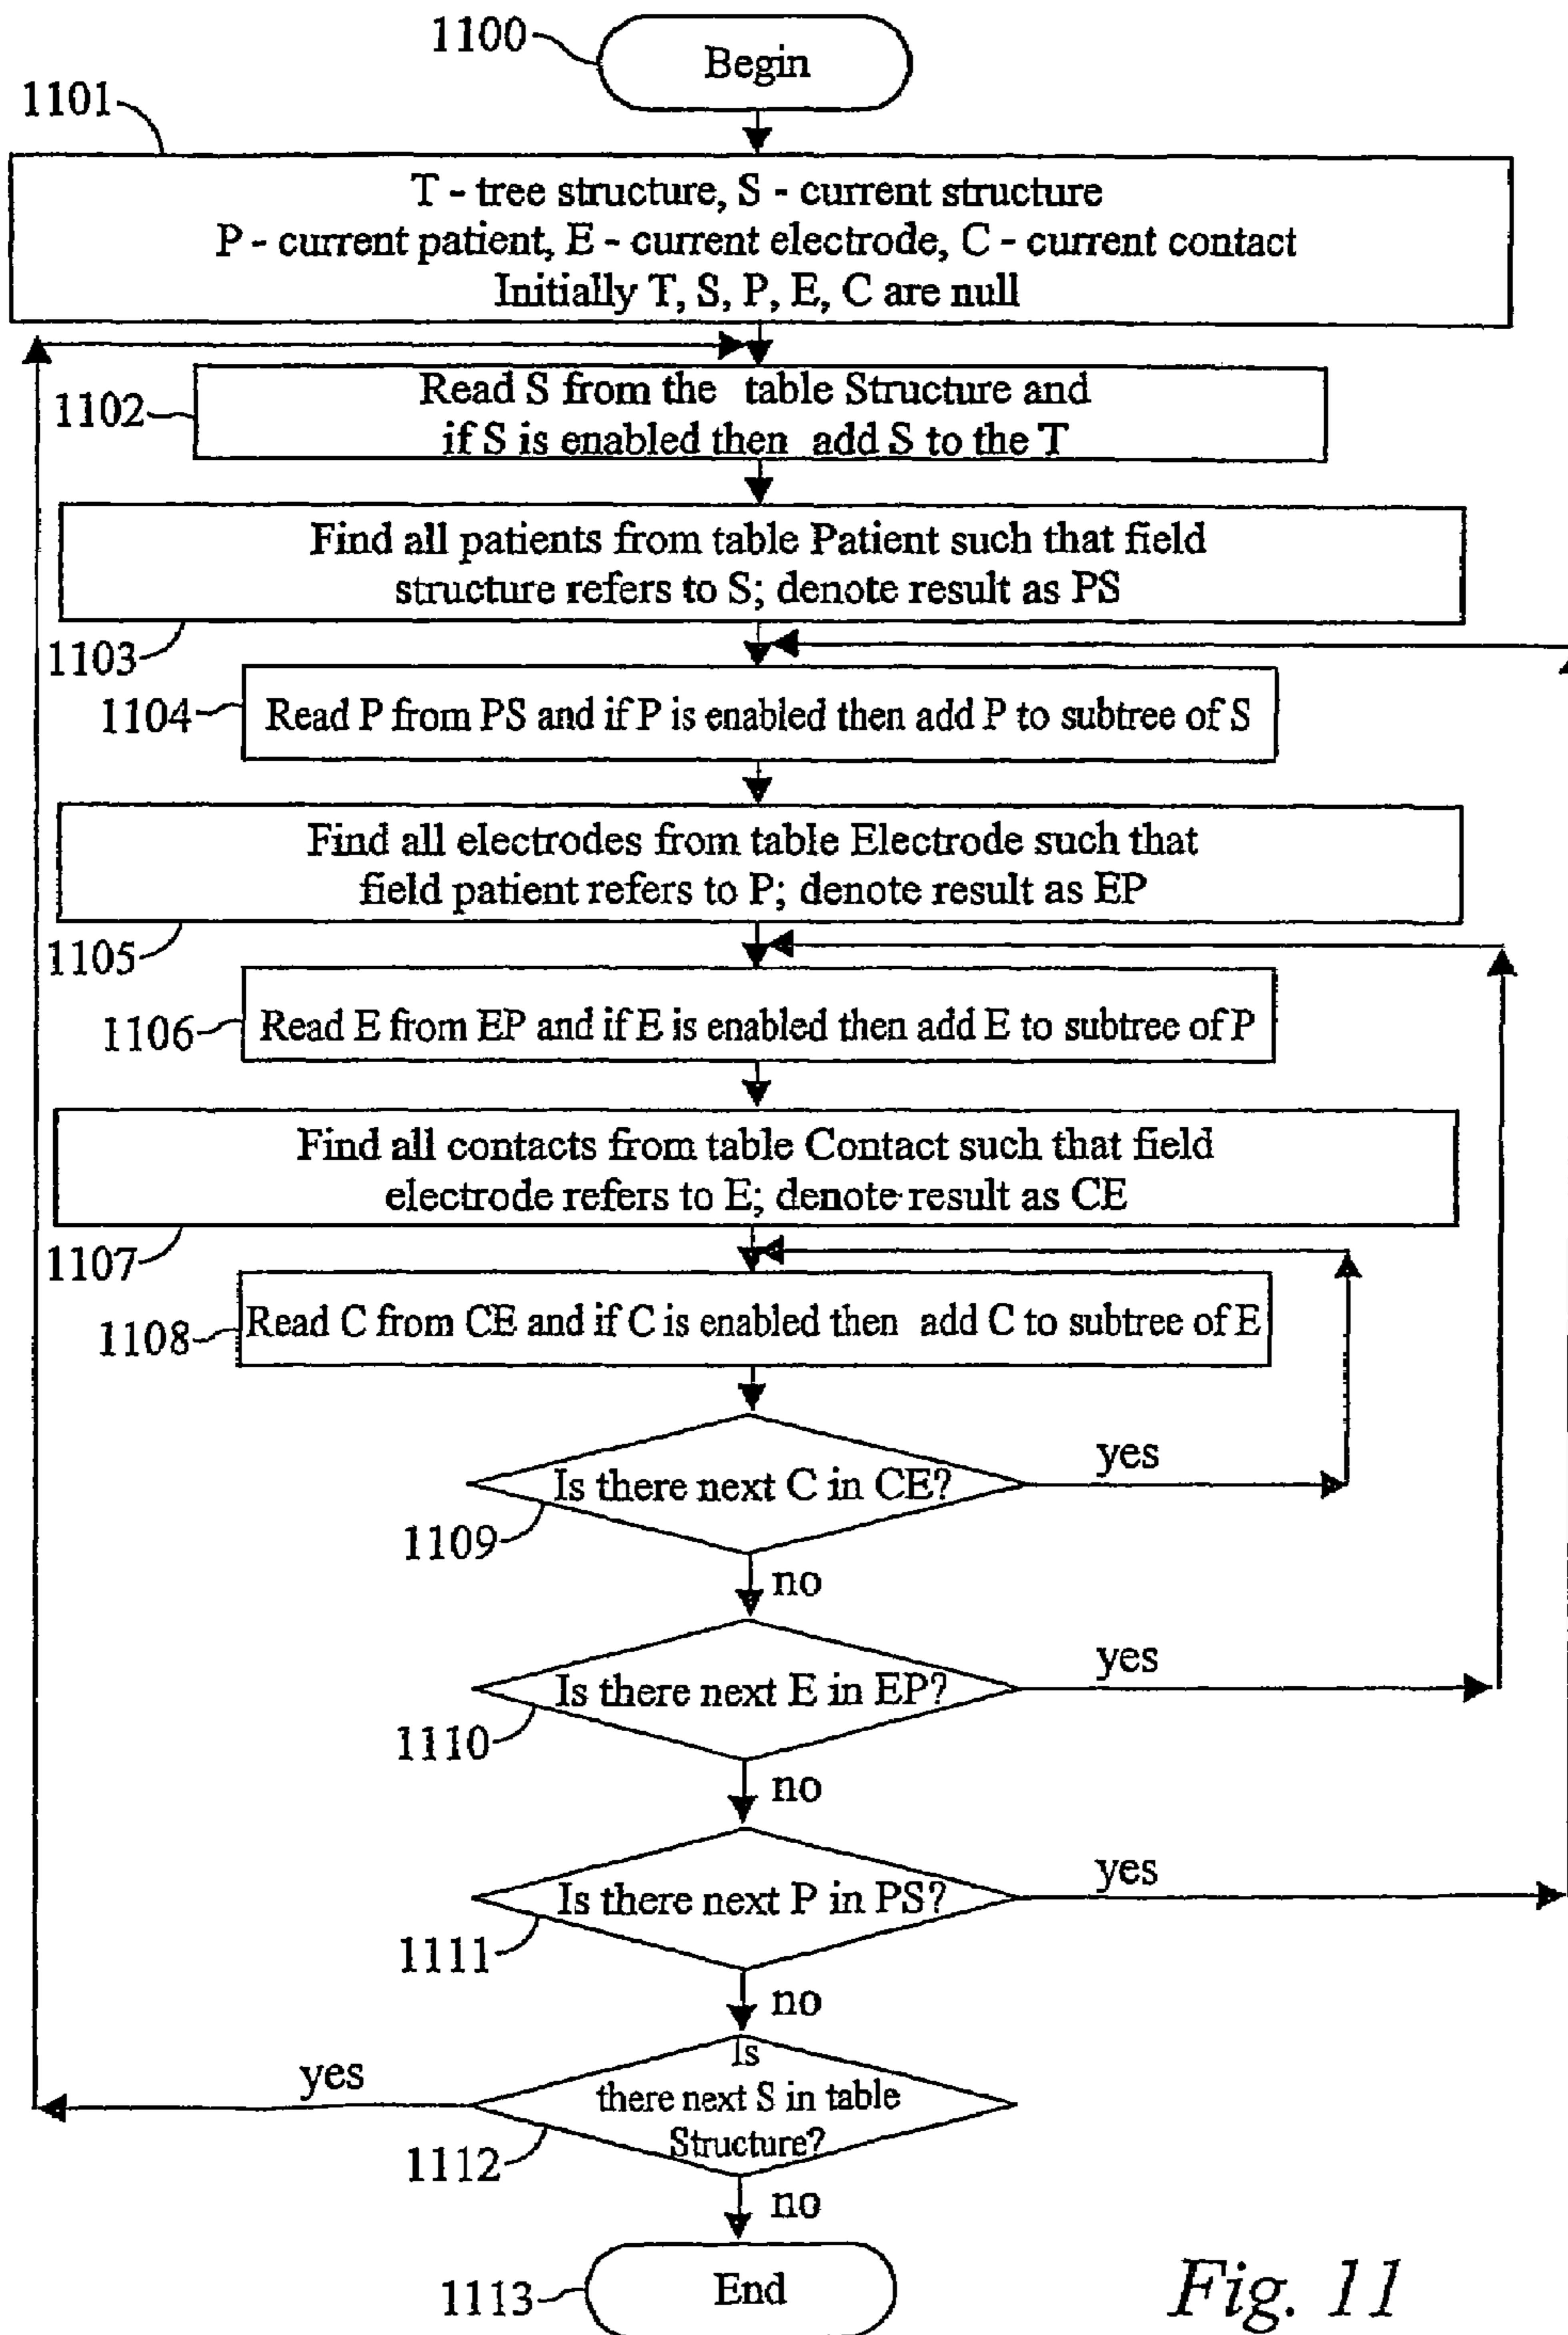 1100
Begin
1101
T - tree structure, S - current structure
P - current patient, E - current electrode, C - current contact
Initially T, S, P, E, C are null
1102
Read S from the table Structure and
if S is enabled then add S to the T
Find all patients from table Patient such that field
structure refers to S; denote result as PS
1103
1104
Read P from PS and if P is enabled then add P to subtree of S
Find all electrodes from table Electrode such that
field patient refers to P; denote result as EP
1105
1106
Read E from EP and if E is enabled then add E to subtree of P
Find all contacts from table Contact such that field
electrode refers to E; denote result as CE
1107
1108
Read C from CE and if C is enabled then add C to subtree of E
Is there next C in CE?
yes
1109
no
Is there next E in EP?
yes
1110
no
Is there next P in PS?
yes
1111
no
Is
there next S in table
Structure?
yes
1112
no
End
1113
Fig. 11